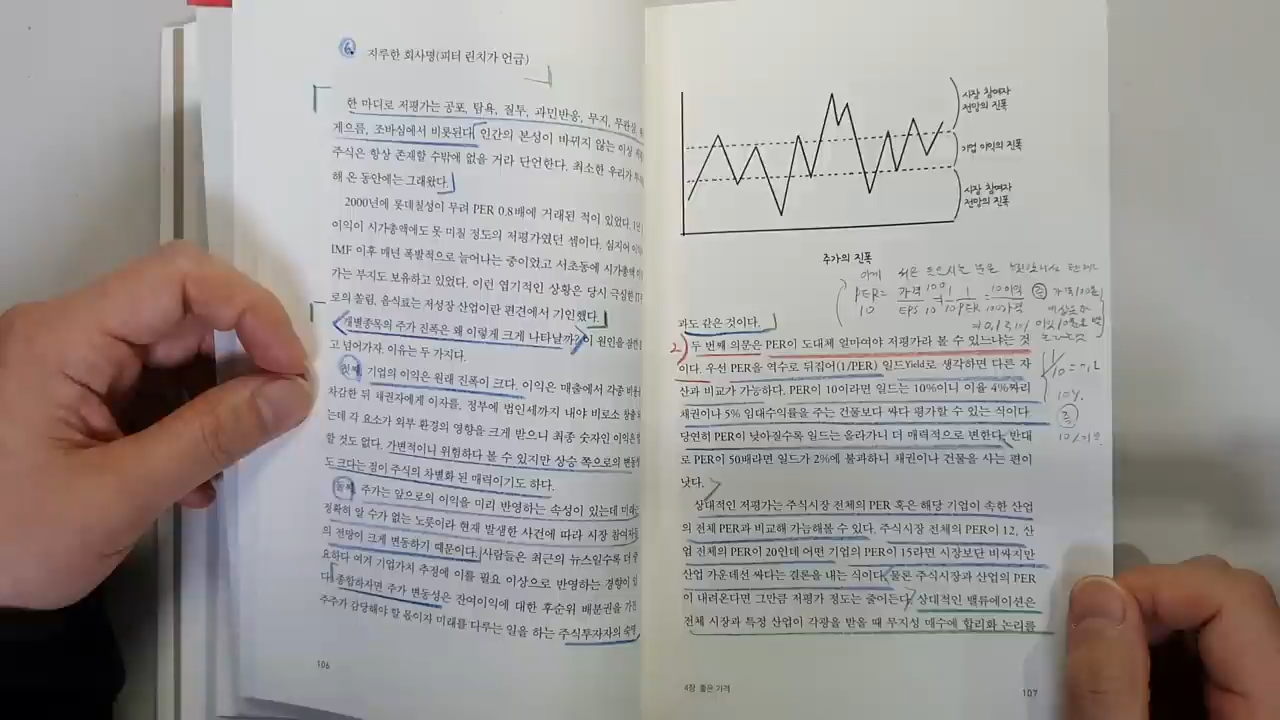 6. 지루한 회사명(피터 린치가 언급)
한 마디로 저평가는 공포, 탐욕, 질투, 과민반응, 무지, 무관심,
게으름, 조바심에서 비롯된다. 인간의 본성이 바뀌지 않는 이상
주식은 항상 존재할 수밖에 없을 거라 단언한다. 최소한 우리가
해 온 동안에는 그래왔다.
2000년에 롯데칠성이 무려 PER 0.8배에 거래된 적이 있었다.
이익이 시가총액에도 못 미칠 정도의 저평가였던 셈이다. 심지어
IMF 이후 매년 폭발적으로 늘어나는 중이었고 서초동에 시가총액
가는 부지도 보유하고 있었다. 이런 엽기적인 상황은 당시 극심한
로의 쏠림, 음식료는 저성장 산업이란 편견에서 기인했다.
개별종목의 주가 진폭은 왜 이렇게 크게 나타날까? 이 원인을
고 넘어가자. 이유는 두 가지다.
첫째, 기업의 이익은 원래 진폭이 크다. 이익은 매출에서 각종
차감한 뒤 채권자에게 이자를, 정부에 법인세까지 내야 비로소
는데 각 요소가 외부 환경의 영향을 크게 받으니 최종 숫자인 이익은
할 것도 없다. 가변적이니 위험하다 볼 수 있지만 상승 쪽으로의
도 크다는 점이 주식의 차별화 된 매력이기도 하다.
둘째, 주가는 앞으로의 이익을 미리 반영하는 속성이 있는데
정확히 알 수가 없는 노릇이라 현재 발생한 사건에 따라 시장
의 전망이 크게 변동하기 때문이다. 사람들은 최근의 뉴스일수록 더
요하다 여겨 기업가치 추정에 이를 필요 이상으로 반영하는 경향이
다. 종합하자면 주가 변동성은 잔여이익에 대한 후순위 배분권을
주주가 감당해야 할 몫이자 미래를 다루는 일을 하는 주식투자자의
106
시장 참여자
전망의 진폭
기업 이익의 진폭
시장 참여자
전망의 진폭
주가의 진폭
PER= 가격
10 EPS 10 PER
과도 같은 것이다.
2) 두 번째 의문은 PER이 도대체 얼마여야 저평가라 볼 수 있느냐는 것
이다. 우선 PER을 역수로 뒤집어(1/PER) 일드Yield로 생각하면 다른 자
산과 비교가 가능하다. PER이 10이라면 일드는 10%이니 이율 4%짜리
채권이나 5% 임대수익률을 주는 건물보다 싸다 평가할 수 있는 식이다.
당연히 PER이 낮아질수록 일드는 올라가니 더 매력적으로 변한다. 반대
로 PER이 50배라면 일드가 2%에 불과하니 채권이나 건물을 사는 편이
낫다.
상대적인 저평가는 주식시장 전체의 PER 혹은 해당 기업이 속한 산업
의 전체 PER과 비교해 가늠해볼 수 있다. 주식시장 전체의 PER이 12, 산
업 전체의 PER이 20인데 어떤 기업의 PER이 15라면 시장보단 비싸지만
산업 가운데선 싸다는 결론을 내는 식이다. 물론 주식시장과 산업의 PER
이 내려온다면 그만큼 저평가 정도는 줄어든다. 상대적인 밸류에이션은
전체 시장과 특정 산업이 각광을 받을 때 무지성 매수에 합리화 논리를
10%
4장 좋은 가격
107